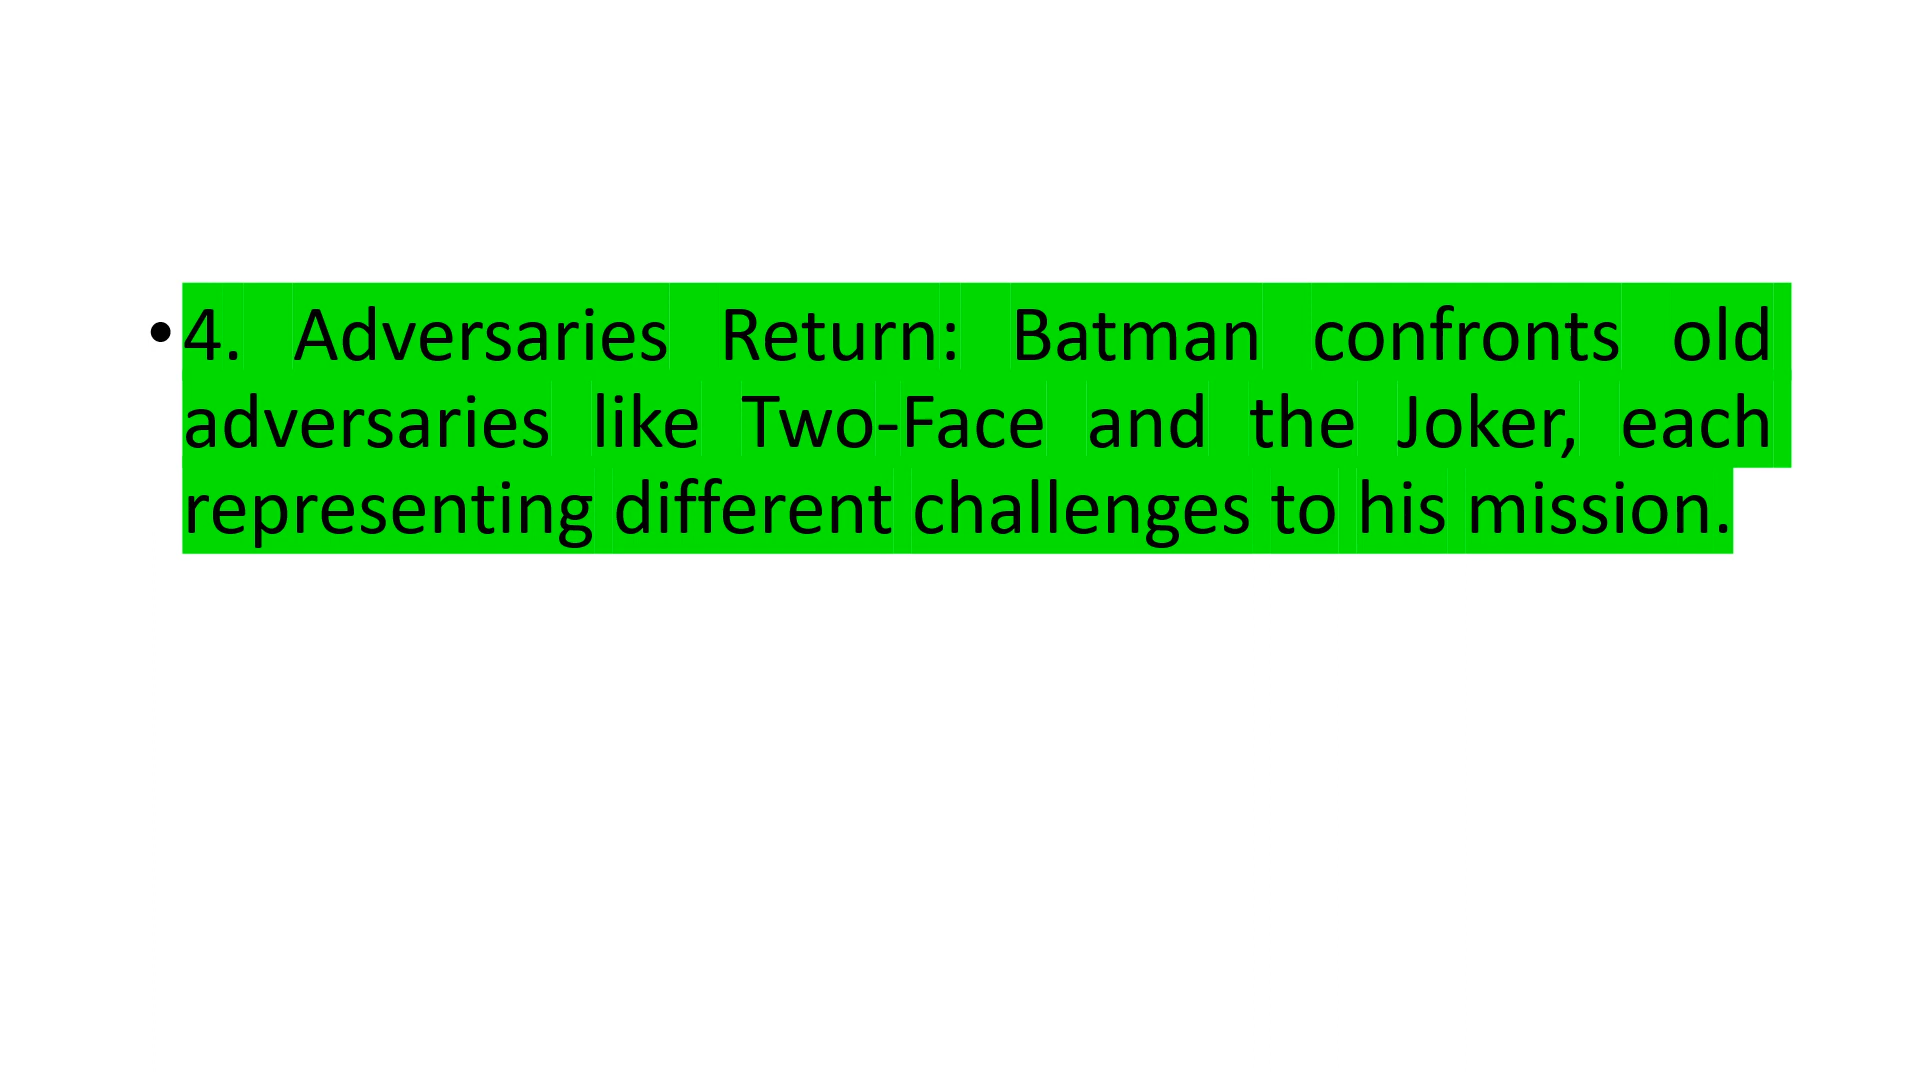 • 4. Adversaries Return: Batman confronts old
adversaries like Two-Face and the Joker, each
representing different challenges to his mission.